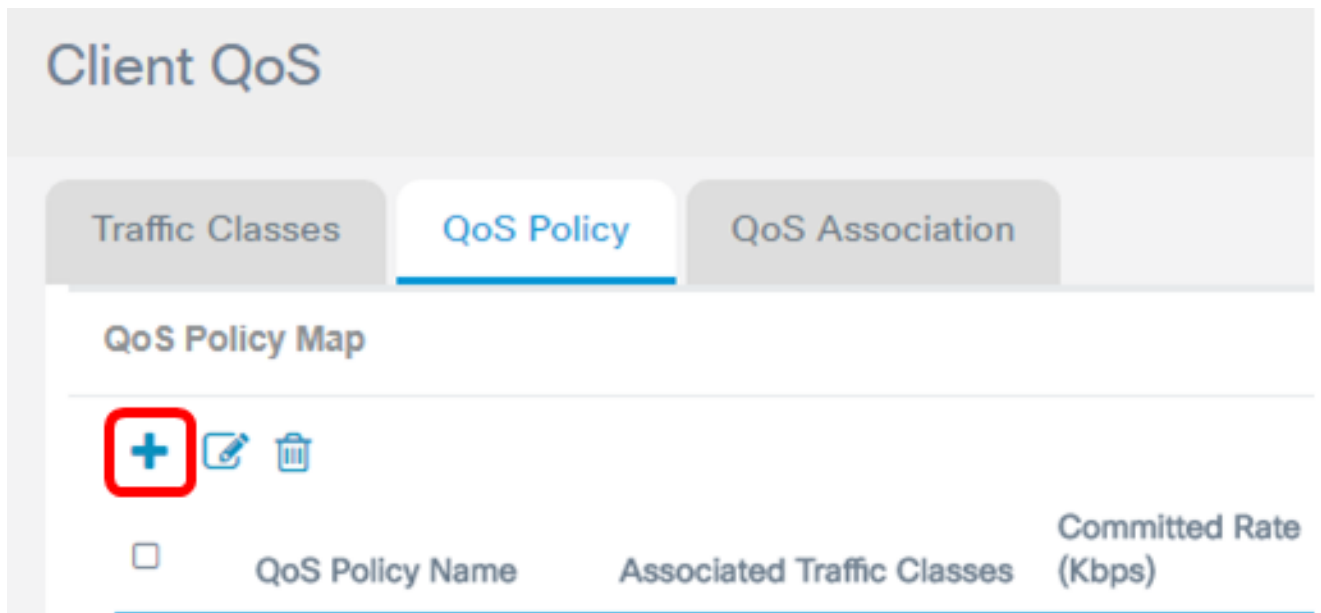 Client QoS
Traffic Classes QoS Policy QoS Association
QoS Policy Map
QoS Policy Name Associated Traffic Classes Committed Rate
(Kbps)